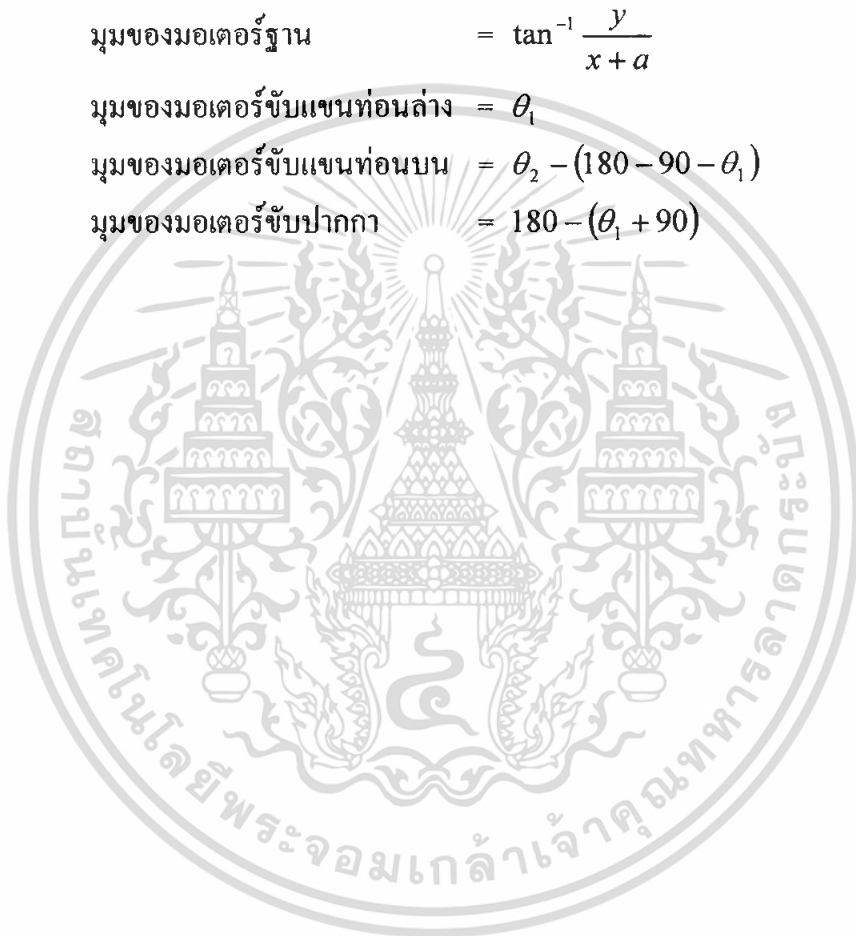 มุมของมอเตอร์ฐาน = tan⁻¹ y / (x + a)
มุมของมอเตอร์ขับแขนท่อนล่าง = θ₁
มุมของมอเตอร์ขับแขนท่อนบน = θ₂ − (180 − 90 − θ₁)
มุมของมอเตอร์ขับปากกา = 180 − (θ₁ + 90)
สถาบันเทคโนโลยีพระจอมเกล้าเจ้าคุณทหารลาดกระบัง